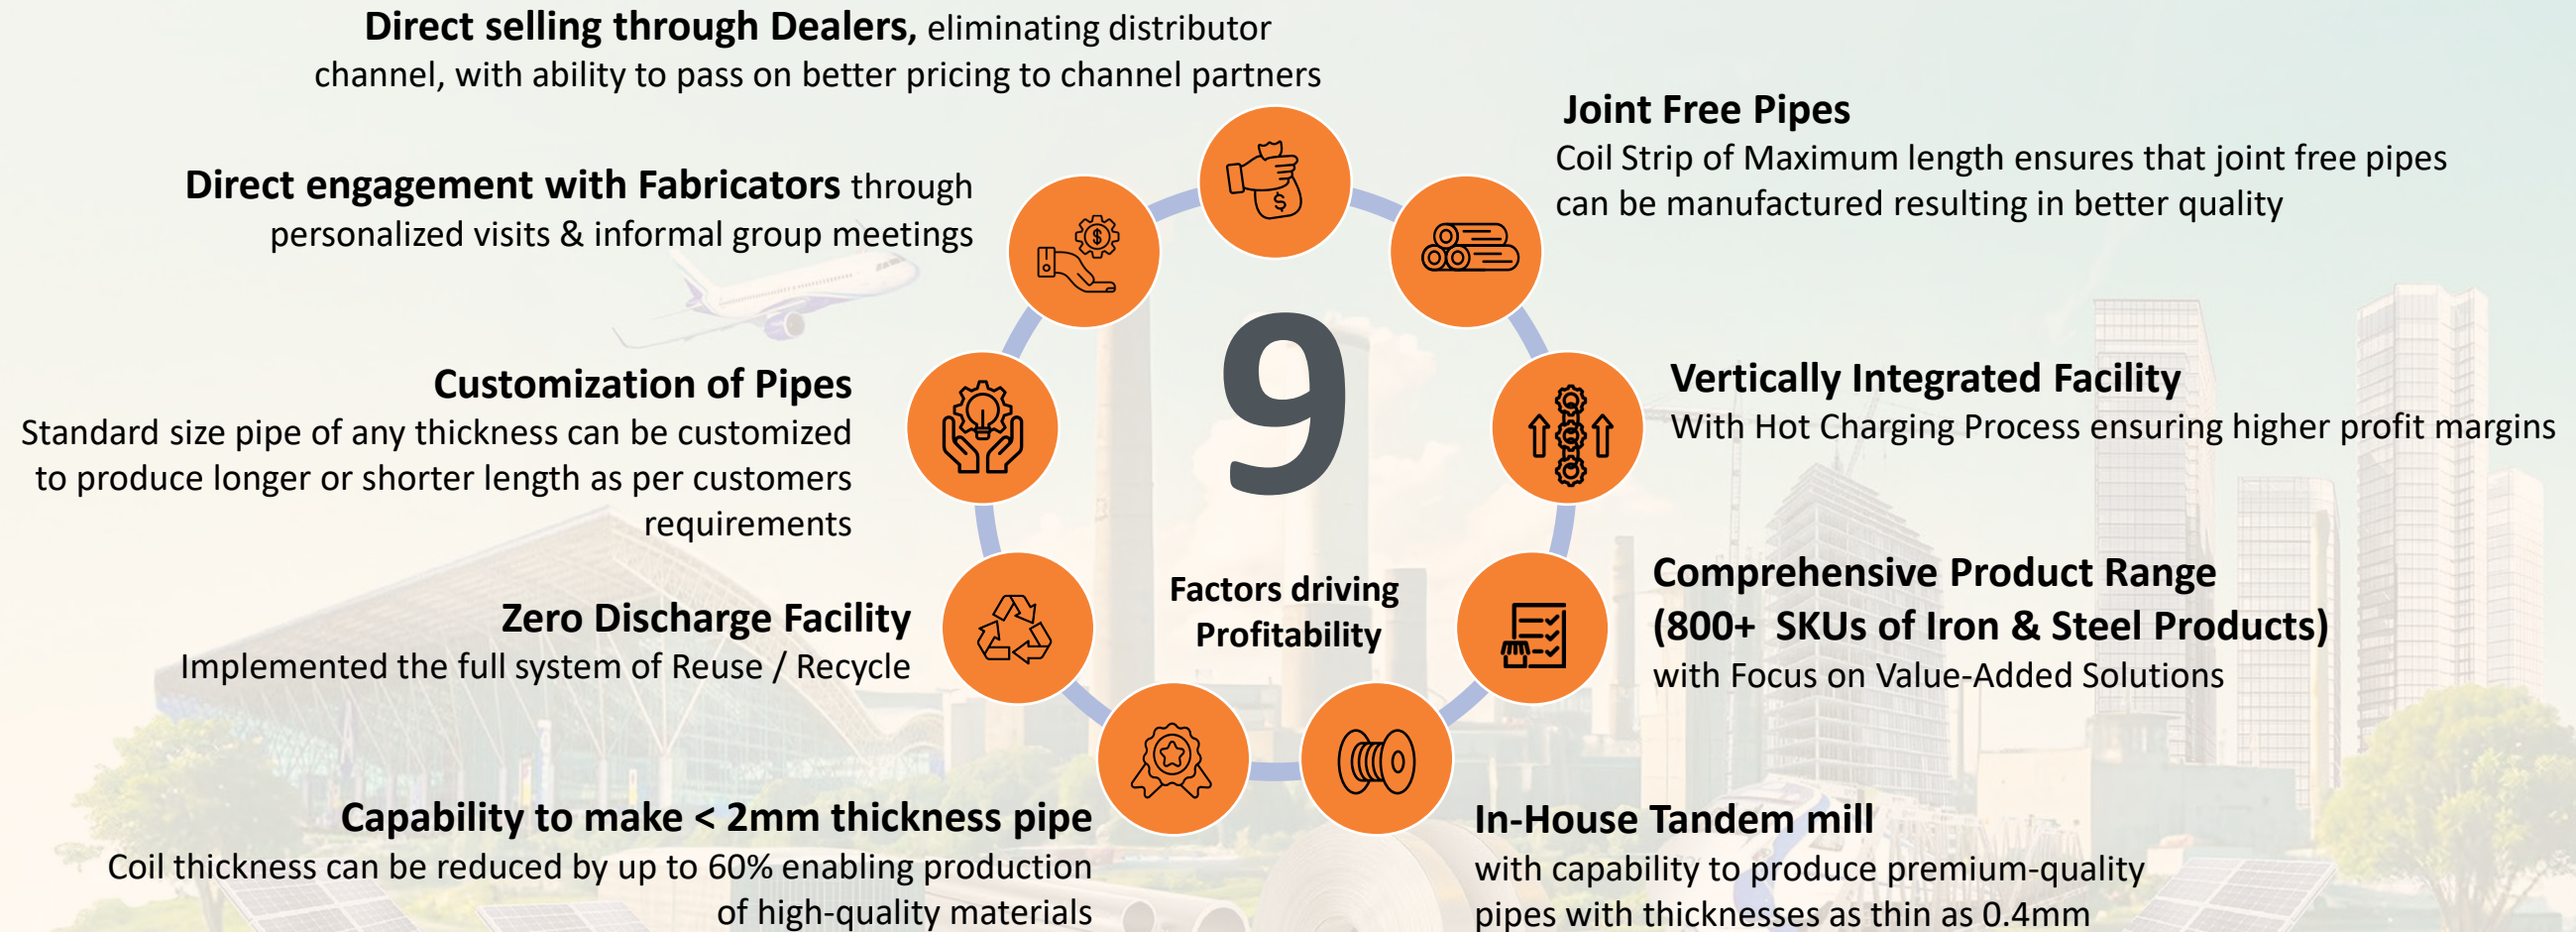 Direct selling through Dealers, eliminating distributor
channel, with ability to pass on better pricing to channel partners
Joint Free Pipes
Coil Strip of Maximum length ensures that joint free pipes
can be manufactured resulting in better quality
Vertically Integrated Facility
With Hot Charging Process ensuring higher profit margins
Comprehensive Product Range
(800+ SKUs of Iron & Steel Products)
with Focus on Value-Added Solutions
In-House Tandem mill
with capability to produce premium-quality
pipes with thicknesses as thin as 0.4mm
Capability to make < 2mm thickness pipe
Coil thickness can be reduced by up to 60% enabling production
of high-quality materials
Zero Discharge Facility
Implemented the full system of Reuse / Recycle
Customization of Pipes
Standard size pipe of any thickness can be customized
to produce longer or shorter length as per customers
requirements
Direct engagement with Fabricators through
personalized visits & informal group meetings
9
Factors driving
Profitability
$
$